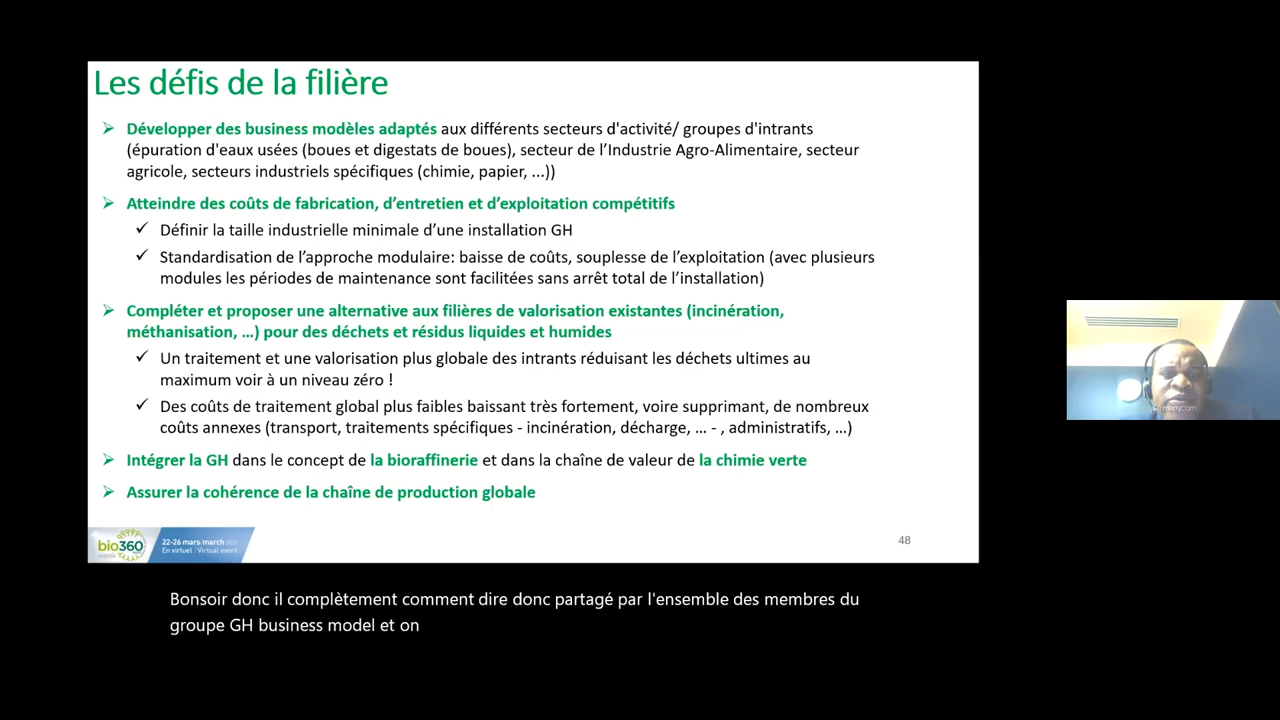 Les défis de la filière
Développer des business modèles adaptés aux différents secteurs d'activité/ groupes d'intrants
(épuration d'eaux usées (boues et digestats de boues), secteur de l'Industrie Agro-Alimentaire, secteur
agricole, secteurs industriels spécifiques (chimie, papier, ...))
Atteindre des coûts de fabrication, d'entretien et d'exploitation compétitifs
Définir la taille industrielle minimale d'une installation GH
Standardisation de l'approche modulaire: baisse de coûts, souplesse de l'exploitation (avec plusieurs
modules les périodes de maintenance sont facilitées sans arrêt total de l'installation)
Compléter et proposer une alternative aux filières de valorisation existantes (incinération,
méthanisation, ...) pour des déchets et résidus liquides et humides
Un traitement et une valorisation plus globale des intrants réduisant les déchets ultimes au
maximum voir à un niveau zéro !
Des coûts de traitement global plus faibles baissant très fortement, voire supprimant, de nombreux
coûts annexes (transport, traitements spécifiques - incinération, décharge, ... - , administratifs, ...)
Intégrer la GH dans le concept de la bioraffinerie et dans la chaîne de valeur de la chimie verte
Assurer la cohérence de la chaîne de production globale
bio360
week
22-26 mars/march 2021
En virtuel / Virtual event
48
manycam
Bonsoir donc il complètement comment dire donc partagé par l'ensemble des membres du
groupe GH business model et on